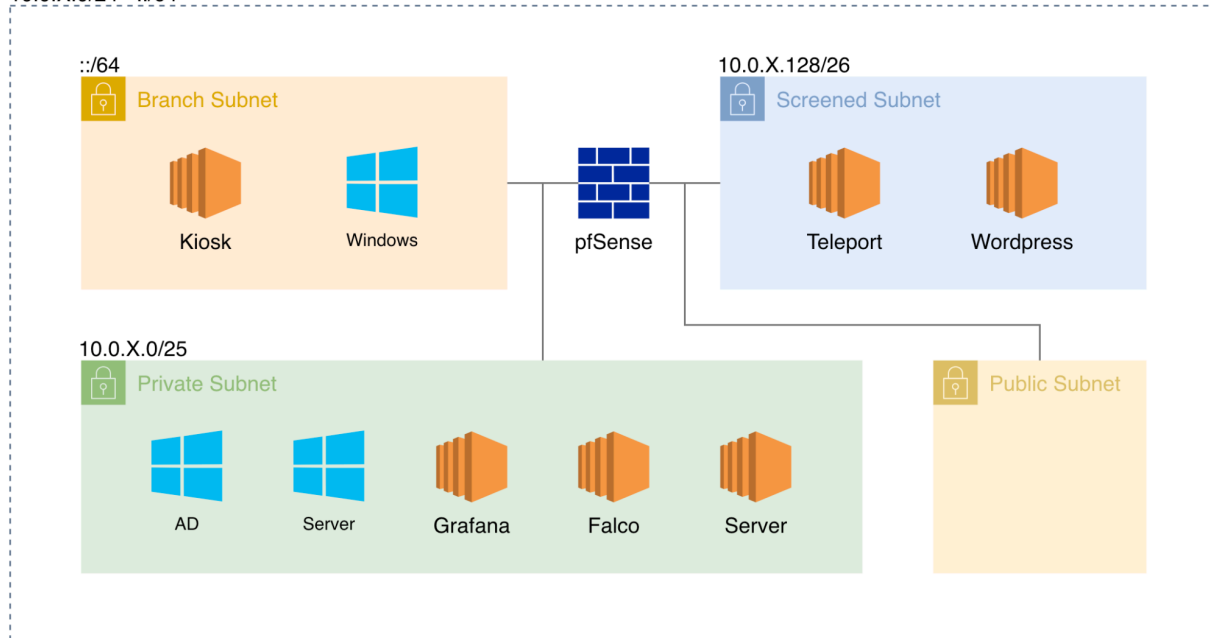 ::/64
10.0.X.128/26
Branch Subnet
Screened Subnet
Kiosk
Windows
pfSense
Teleport
Wordpress
10.0.X.0/25
Private Subnet
Public Subnet
AD
Server
Grafana
Falco
Server